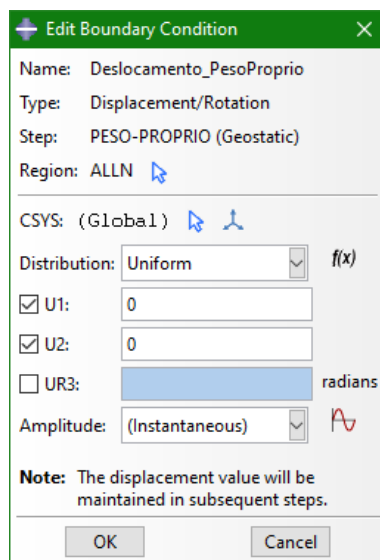 Edit Boundary Condition
Name: Deslocamento_PesoProprio
Type: Displacement/Rotation
Step: PESO-PROPRIO (Geostatic)
Region: ALLN
CSYS: (Global)
Distribution: Uniform f(x)
U1: 0
U2: 0
UR3: radians
Amplitude: (Instantaneous)
Note: The displacement value will be
maintained in subsequent steps.
OK Cancel